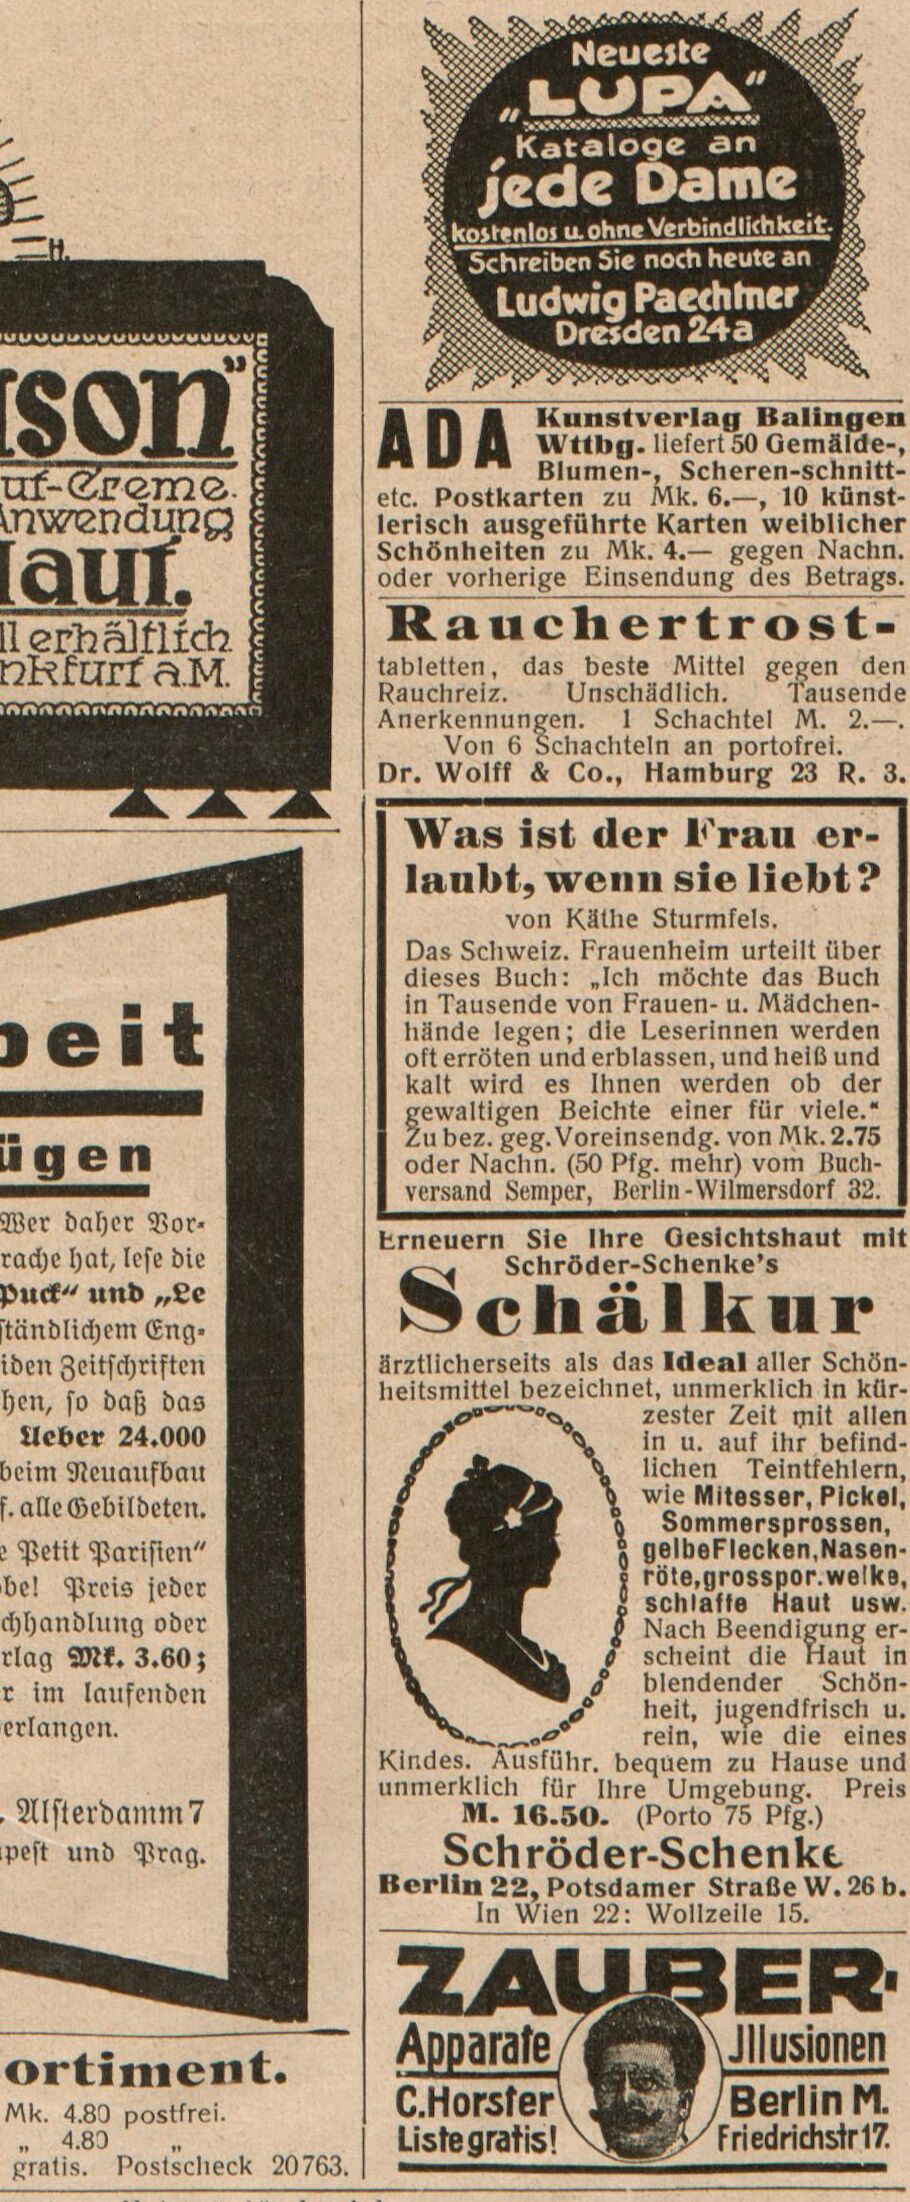 H.
son"
uf-Creme.
Anwendung
Haut.
ll erhältlich
nkfurt a.M.
beit
ügen
Wer daher Vor-
rache hat, lese die
Puck“ und „Le
ständlichem Eng-
iden Zeitschriften
hen, so daß das
Ueber 24.000
beim Neuaufbau
f. alle Gebildeten.
e Petit Parisien“
obe! Preis jeder
chhandlung oder
rlag Mk. 3.60;
r im laufenden
erlangen.
. Alsterdamm 7
apest und Prag.
ortiment.
Mk. 4.80 postfrei.
„ 4.80 „
gratis. Postscheck 20763.
Neueste
„LUPA“
Kataloge an
jede Dame
kostenlos u. ohne Verbindlichkeit.
Schreiben Sie noch heute an
Ludwig Paechtner
Dresden 24a
ADA Kunstverlag Balingen
Wttbg. liefert 50 Gemälde-,
Blumen-, Scheren-schnitt-
etc. Postkarten zu Mk. 6.—, 10 künst-
lerisch ausgeführte Karten weiblicher
Schönheiten zu Mk. 4.— gegen Nachn.
oder vorherige Einsendung des Betrags.
Rauchertrost-
tabletten, das beste Mittel gegen den
Rauchreiz. Unschädlich. Tausende
Anerkennungen. 1 Schachtel M. 2.—.
Von 6 Schachteln an portofrei.
Dr. Wolff & Co., Hamburg 23 R. 3.
Was ist der Frau er-
laubt, wenn sie liebt?
von Käthe Sturmfels.
Das Schweiz. Frauenheim urteilt über
dieses Buch: „Ich möchte das Buch
in Tausende von Frauen- u. Mädchen-
hände legen; die Leserinnen werden
oft erröten und erblassen, und heiß und
kalt wird es Ihnen werden ob der
gewaltigen Beichte einer für viele.“
Zu bez. geg. Voreinsendg. von Mk. 2.75
oder Nachn. (50 Pfg. mehr) vom Buch-
versand Semper, Berlin-Wilmersdorf 32.
Erneuern Sie Ihre Gesichtshaut mit
Schröder-Schenke's
Schälkur
ärztlicherseits als das Ideal aller Schön-
heitsmittel bezeichnet, unmerklich in kür-
zester Zeit mit allen
in u. auf ihr befind-
lichen Teintfehlern,
wie Mitesser, Pickel,
Sommersprossen,
gelbe Flecken, Nasen-
röte, grosspor. welke,
schlaffe Haut usw.
Nach Beendigung er-
scheint die Haut in
blendender Schön-
heit, jugendfrisch u.
rein, wie die eines
Kindes. Ausführ. bequem zu Hause und
unmerklich für Ihre Umgebung. Preis
M. 16.50. (Porto 75 Pfg.)
Schröder-Schenke
Berlin 22, Potsdamer Straße W. 26 b.
In Wien 22: Wollzeile 15.
ZAUBER-
Apparate Jllusionen
C. Horster Berlin M.
Liste gratis! Friedrichstr 17.